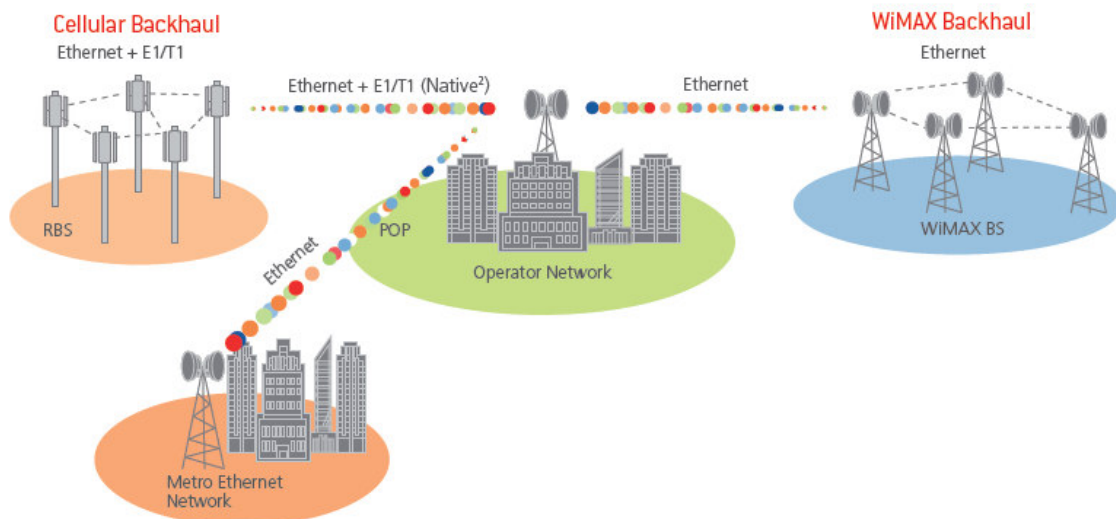 Cellular Backhaul
Ethernet + E1/T1
Ethernet + E1/T1 (Native²)
Ethernet
WiMAX Backhaul
Ethernet
RBS
POP
Ethernet
Operator Network
WiMAX BS
Metro Ethernet
Network